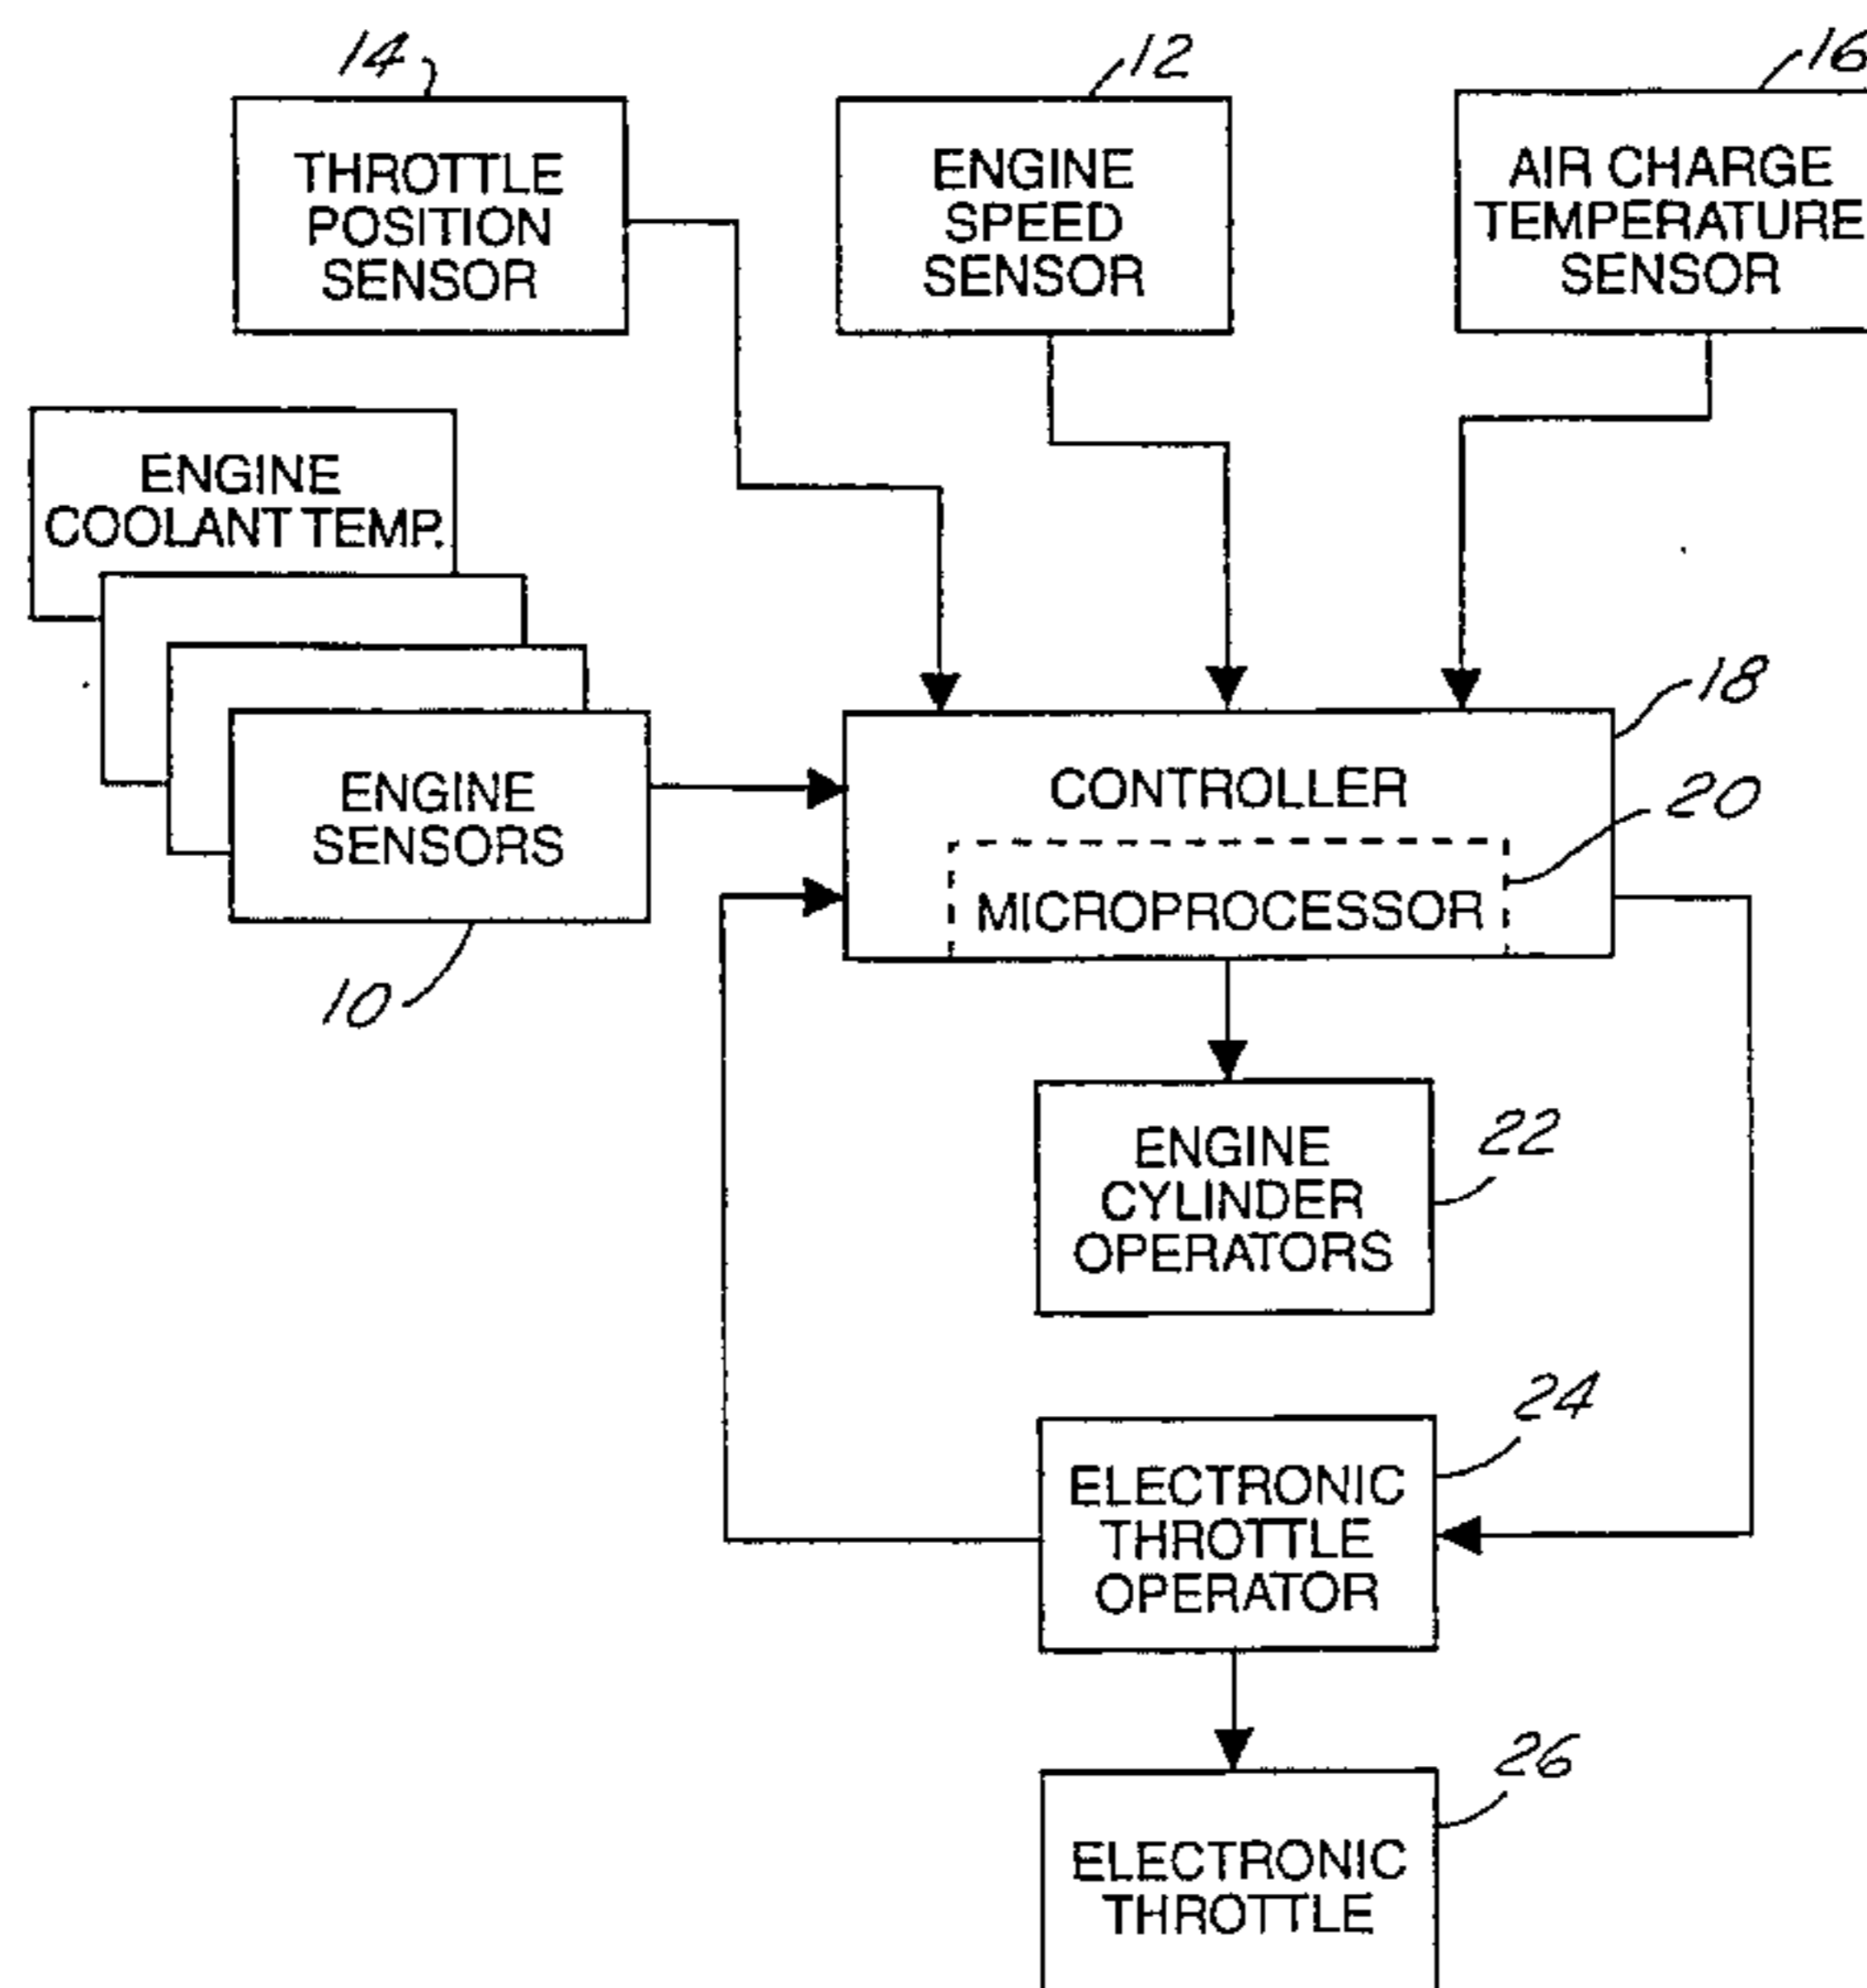 14
12
16
THROTTLE
POSITION
SENSOR
ENGINE
SPEED
SENSOR
AIR CHARGE
TEMPERATURE
SENSOR
ENGINE
COOLANT TEMP.
ENGINE
SENSORS
10
CONTROLLER
18
MICROPROCESSOR
20
ENGINE
CYLINDER
OPERATORS
22
ELECTRONIC
THROTTLE
OPERATOR
24
ELECTRONIC
THROTTLE
26